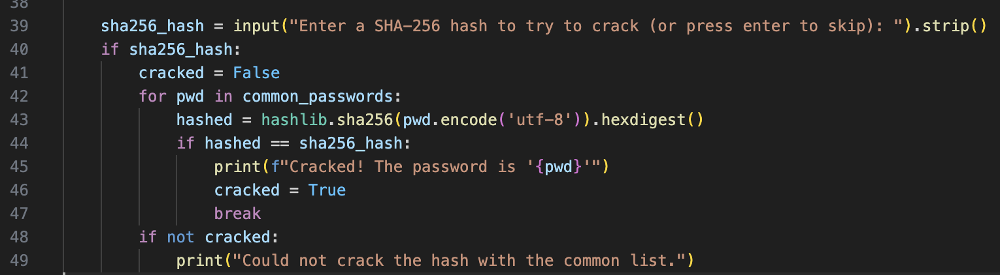 38
39 sha256_hash = input("Enter a SHA-256 hash to try to crack (or press enter to skip): ").strip()
40 if sha256_hash:
41 cracked = False
42 for pwd in common_passwords:
43 hashed = hashlib.sha256(pwd.encode('utf-8')).hexdigest()
44 if hashed == sha256_hash:
45 print(f"Cracked! The password is '{pwd}'")
46 cracked = True
47 break
48 if not cracked:
49 print("Could not crack the hash with the common list.")